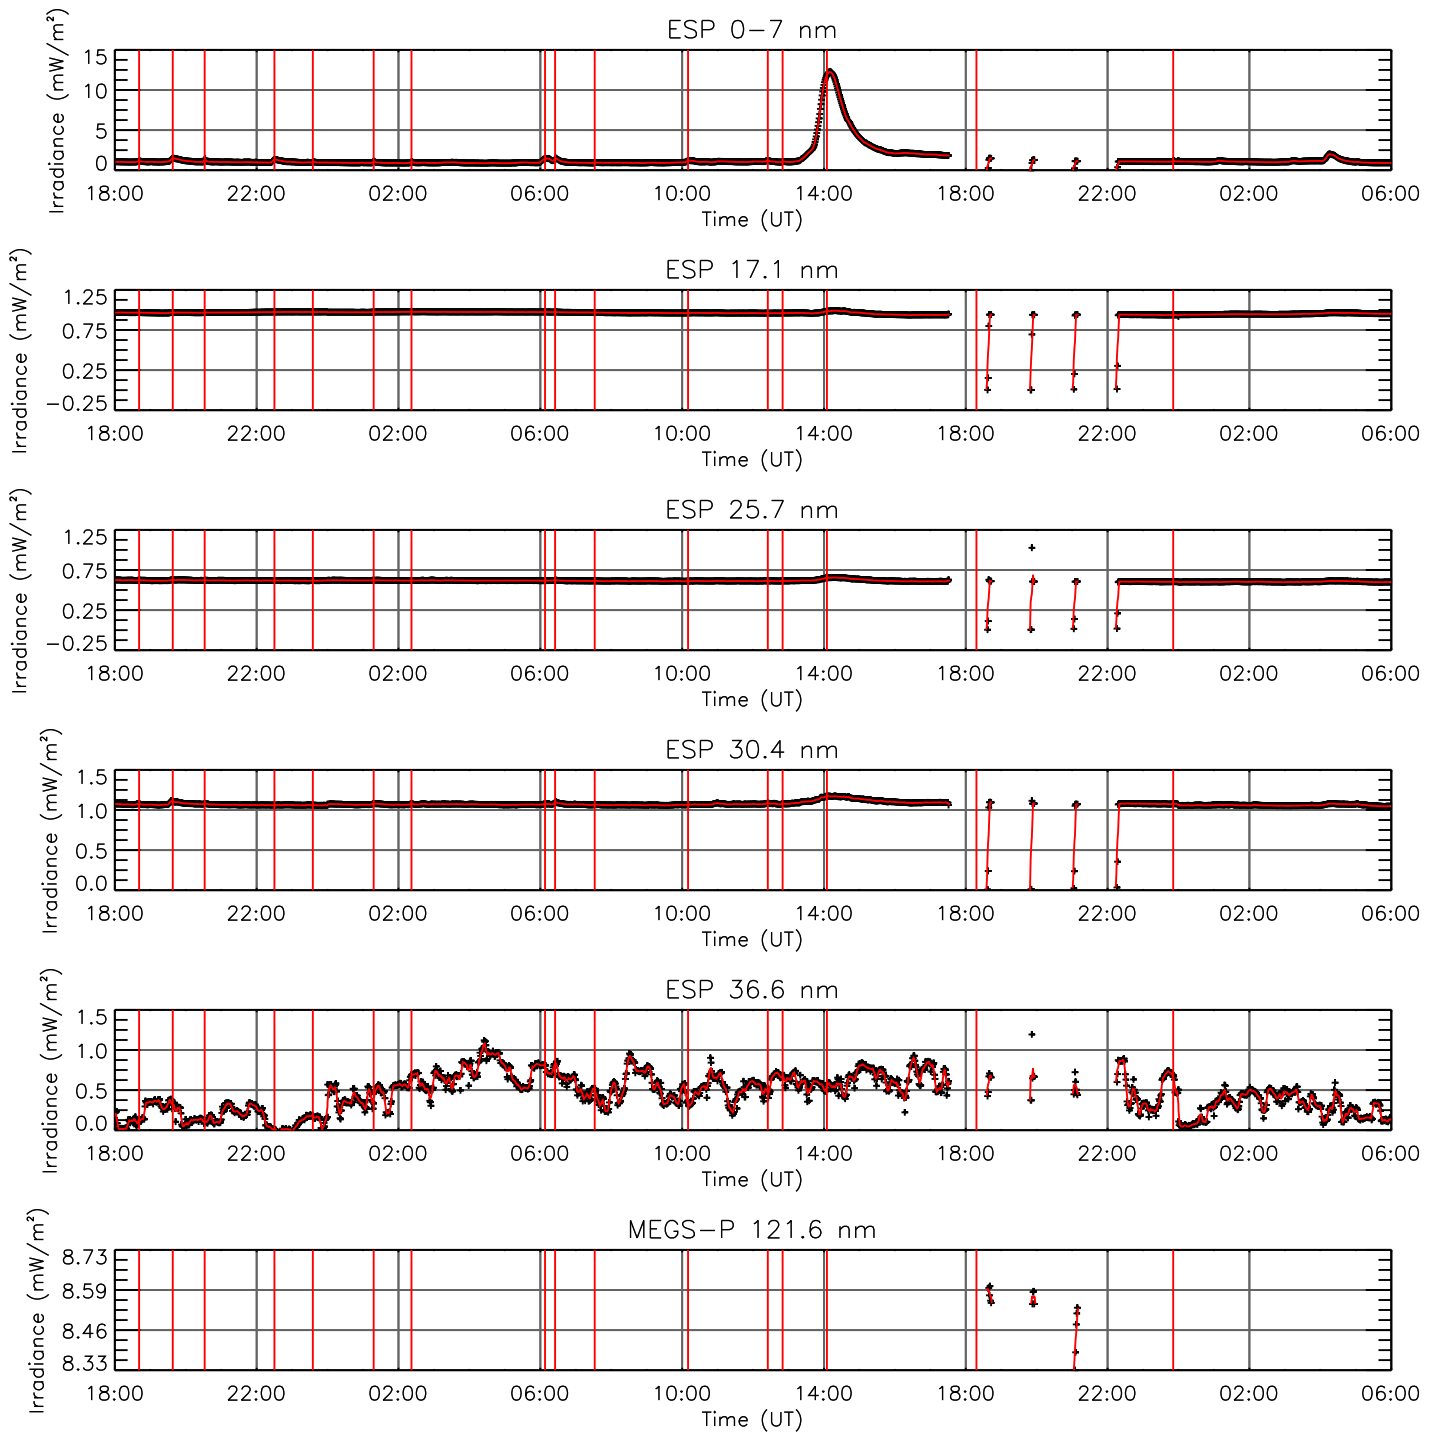 ESP 0−7 nm
Irradiance (mW/m²)
15
10
5
0
18:00 22:00 02:00 06:00 10:00 14:00 18:00 22:00 02:00 06:00
Time (UT)
ESP 17.1 nm
Irradiance (mW/m²)
1.25
0.75
0.25
−0.25
18:00 22:00 02:00 06:00 10:00 14:00 18:00 22:00 02:00 06:00
Time (UT)
ESP 25.7 nm
Irradiance (mW/m²)
1.25
0.75
0.25
−0.25
18:00 22:00 02:00 06:00 10:00 14:00 18:00 22:00 02:00 06:00
Time (UT)
ESP 30.4 nm
Irradiance (mW/m²)
1.5
1.0
0.5
0.0
18:00 22:00 02:00 06:00 10:00 14:00 18:00 22:00 02:00 06:00
Time (UT)
ESP 36.6 nm
Irradiance (mW/m²)
1.5
1.0
0.5
0.0
18:00 22:00 02:00 06:00 10:00 14:00 18:00 22:00 02:00 06:00
Time (UT)
MEGS−P 121.6 nm
Irradiance (mW/m²)
8.73
8.59
8.46
8.33
18:00 22:00 02:00 06:00 10:00 14:00 18:00 22:00 02:00 06:00
Time (UT)